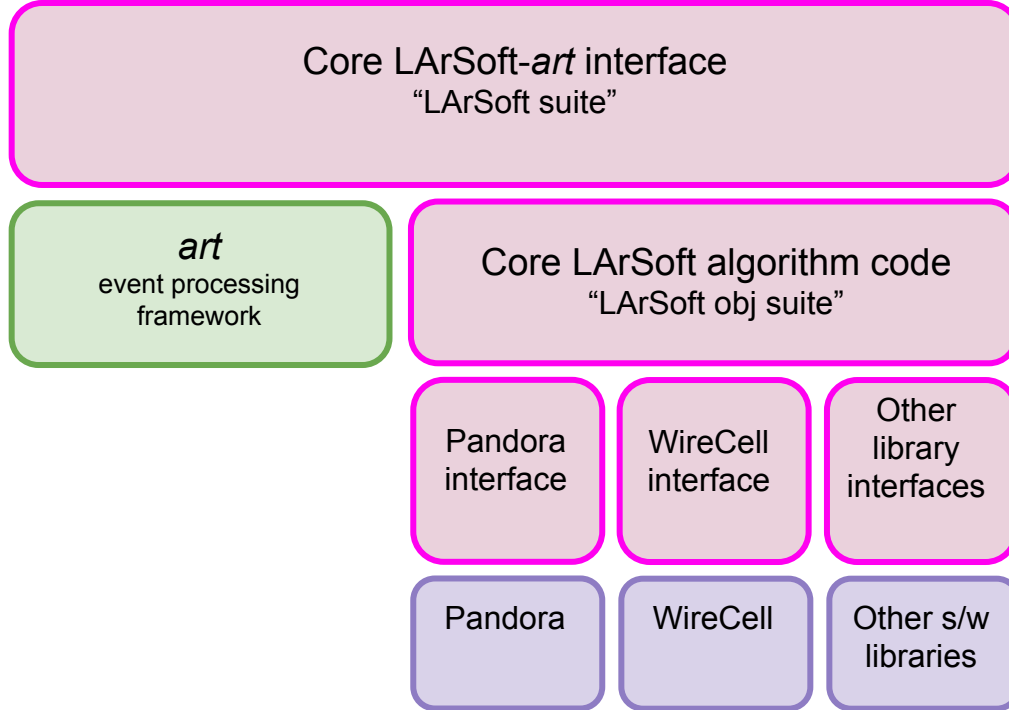 Core LArSoft-art interface
“LArSoft suite”
art
event processing
framework
Core LArSoft algorithm code
“LArSoft obj suite”
Pandora
interface
WireCell
interface
Other
library
interfaces
Pandora
WireCell
Other s/w
libraries